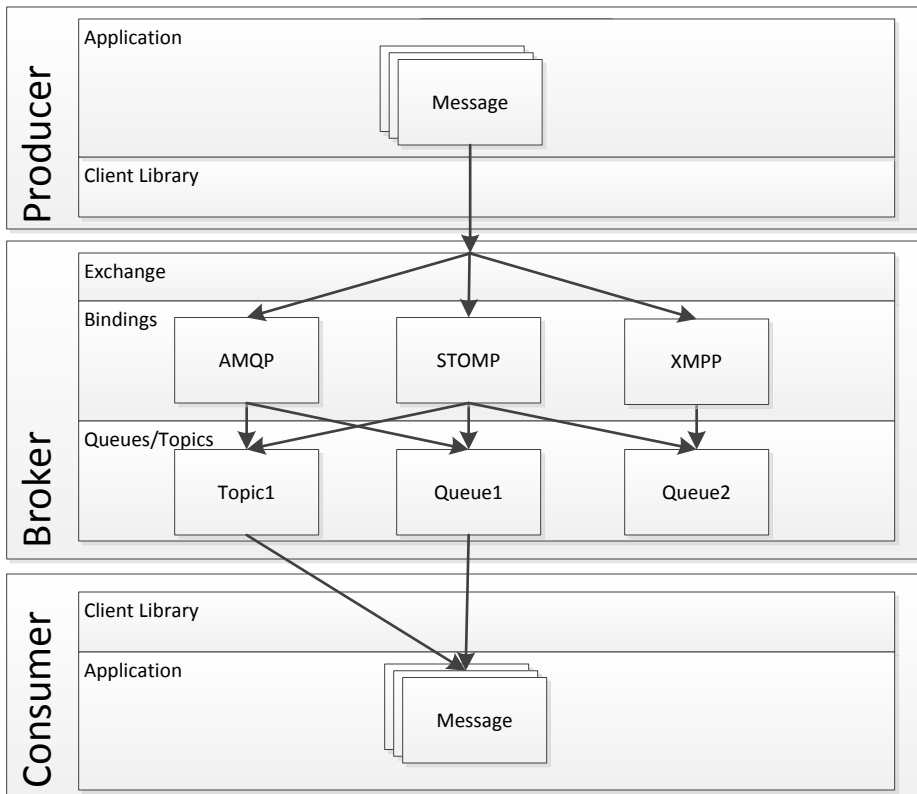 Producer
Application
Message
Client Library
Broker
Exchange
Bindings
AMQP
STOMP
XMPP
Queues/Topics
Topic1
Queue1
Queue2
Consumer
Client Library
Application
Message